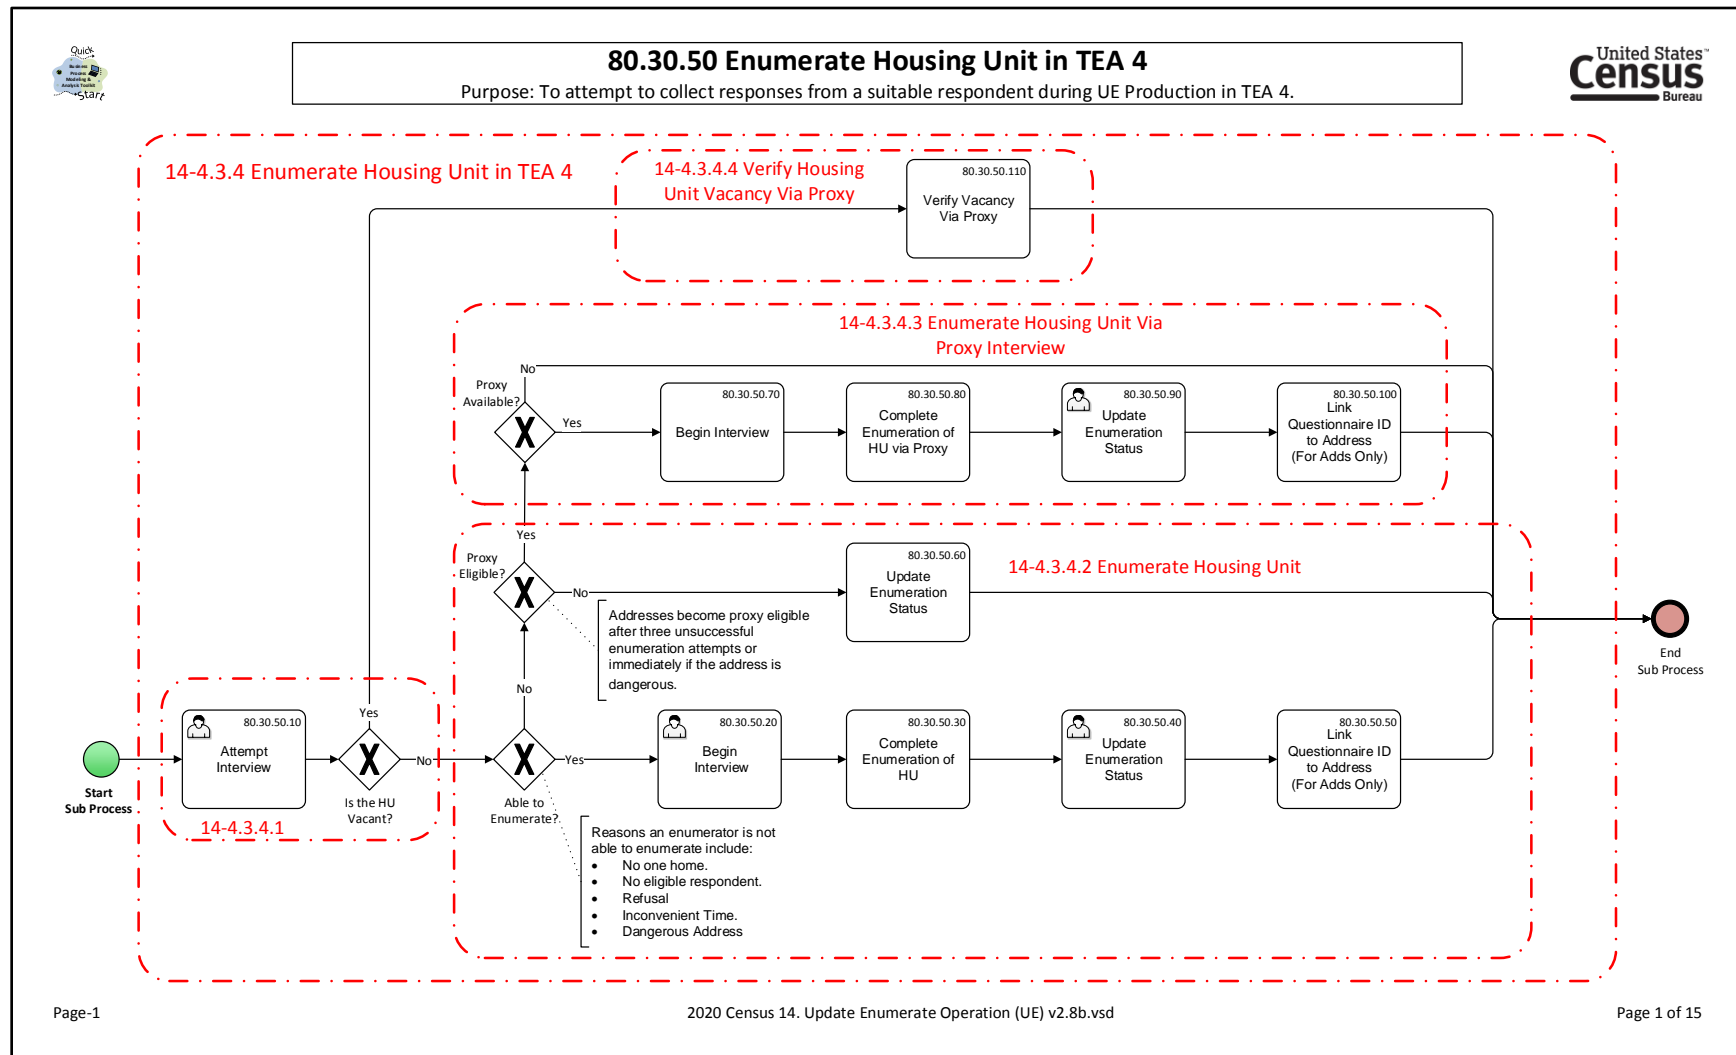 Quick
Business
Process
Modeling &
Analysis Toolkit
Start
80.30.50 Enumerate Housing Unit in TEA 4
Purpose: To attempt to collect responses from a suitable respondent during UE Production in TEA 4.
United States™
Census
Bureau
14-4.3.4 Enumerate Housing Unit in TEA 4
14-4.3.4.4 Verify Housing
Unit Vacancy Via Proxy
80.30.50.110
Verify Vacancy
Via Proxy
14-4.3.4.3 Enumerate Housing Unit Via
Proxy Interview
No
Proxy
Available?
Yes
80.30.50.70
Begin Interview
80.30.50.80
Complete
Enumeration of
HU via Proxy
80.30.50.90
Update
Enumeration
Status
80.30.50.100
Link
Questionnaire ID
to Address
(For Adds Only)
Yes
Proxy
Eligible?
No
80.30.50.60
Update
Enumeration
Status
14-4.3.4.2 Enumerate Housing Unit
Addresses become proxy eligible
after three unsuccessful
enumeration attempts or
immediately if the address is
dangerous.
End
Sub Process
No
Yes
Start
Sub Process
80.30.50.10
Attempt
Interview
Is the HU
Vacant?
No
14-4.3.4.1
Able to
Enumerate?
Yes
80.30.50.20
Begin
Interview
80.30.50.30
Complete
Enumeration of
HU
80.30.50.40
Update
Enumeration
Status
80.30.50.50
Link
Questionnaire ID
to Address
(For Adds Only)
Reasons an enumerator is not
able to enumerate include:
• No one home.
• No eligible respondent.
• Refusal
• Inconvenient Time.
• Dangerous Address
Page-1
2020 Census 14. Update Enumerate Operation (UE) v2.8b.vsd
Page 1 of 15